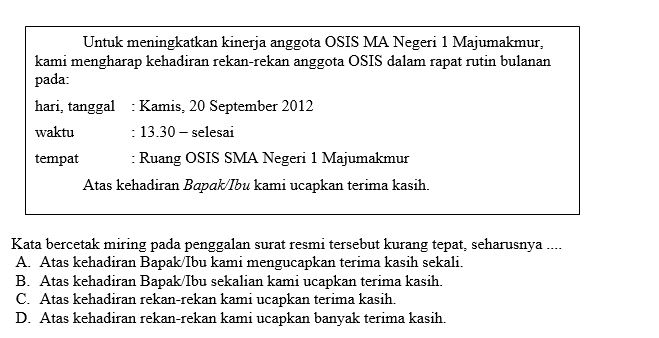 Untuk meningkatkan kinerja anggota OSIS MA Negeri 1 Majumakmur,
kami mengharap kehadiran rekan-rekan anggota OSIS dalam rapat rutin bulanan
pada:
hari, tanggal : Kamis, 20 September 2012
waktu : 13.30 – selesai
tempat : Ruang OSIS SMA Negeri 1 Majumakmur
Atas kehadiran Bapak/Ibu kami ucapkan terima kasih.
Kata bercetak miring pada penggalan surat resmi tersebut kurang tepat, seharusnya ....
A. Atas kehadiran Bapak/Ibu kami mengucapkan terima kasih sekali.
B. Atas kehadiran Bapak/Ibu sekalian kami ucapkan terima kasih.
C. Atas kehadiran rekan-rekan kami ucapkan terima kasih.
D. Atas kehadiran rekan-rekan kami ucapkan banyak terima kasih.